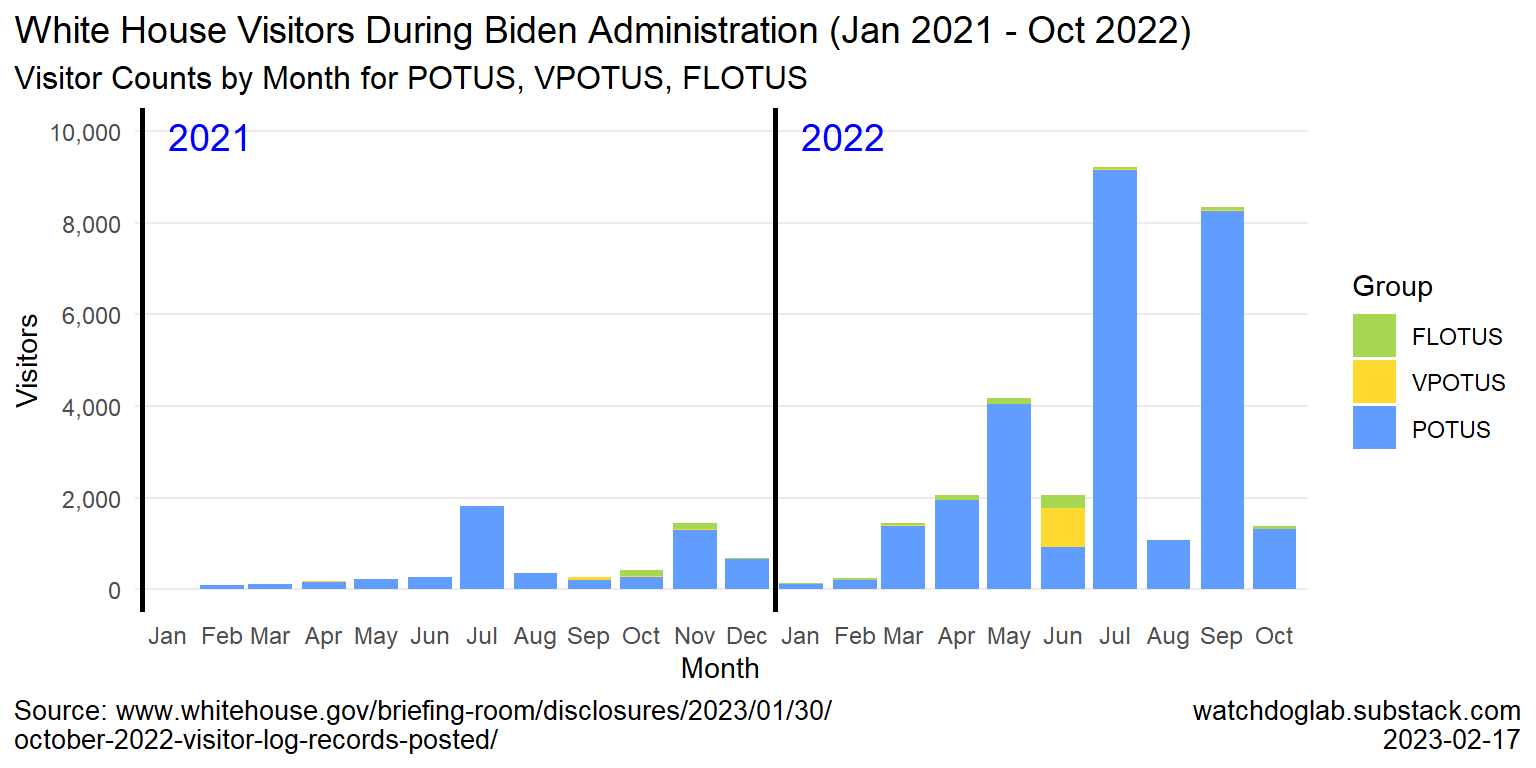 White House Visitors During Biden Administration (Jan 2021 - Oct 2022)
Visitor Counts by Month for POTUS, VPOTUS, FLOTUS
2021
2022
10,000
8,000
6,000
4,000
2,000
0
Visitors
Jan Feb Mar Apr May Jun Jul Aug Sep Oct Nov Dec Jan Feb Mar Apr May Jun Jul Aug Sep Oct
Month
Group
FLOTUS
VPOTUS
POTUS
Source: www.whitehouse.gov/briefing-room/disclosures/2023/01/30/
october-2022-visitor-log-records-posted/
watchdoglab.substack.com
2023-02-17